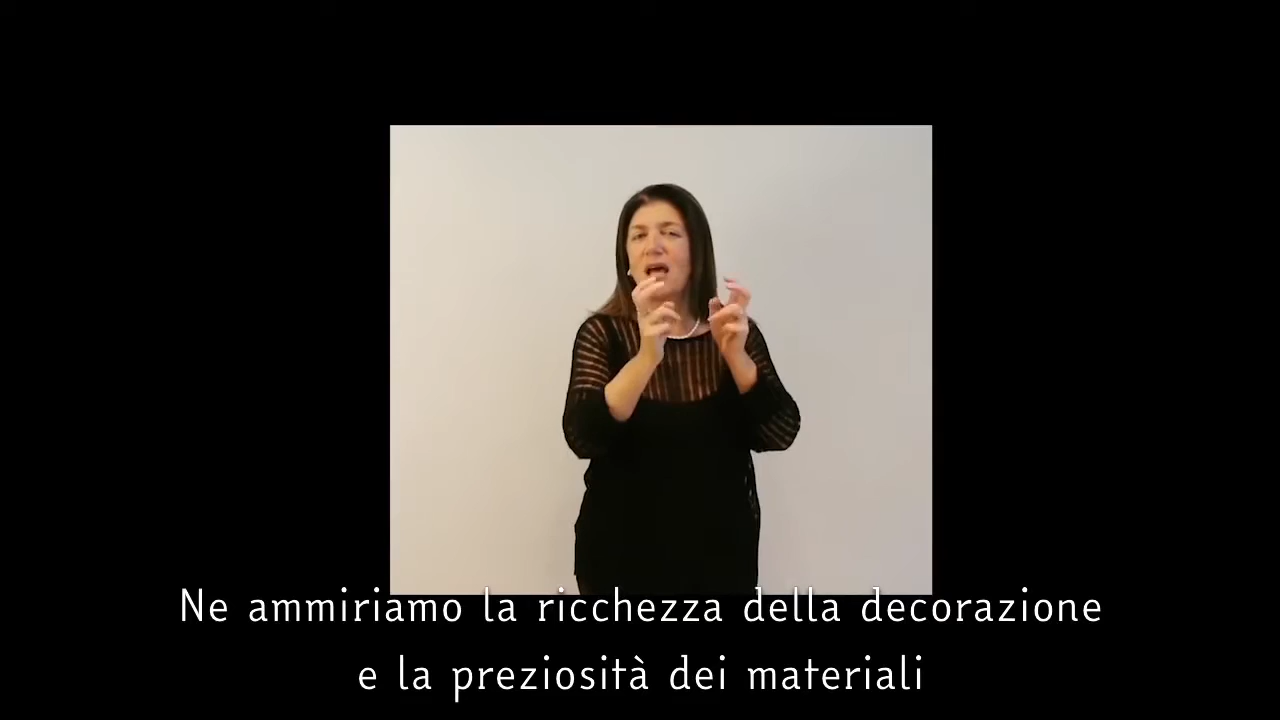 Ne ammiriamo la ricchezza della decorazione
e la preziosità dei materiali